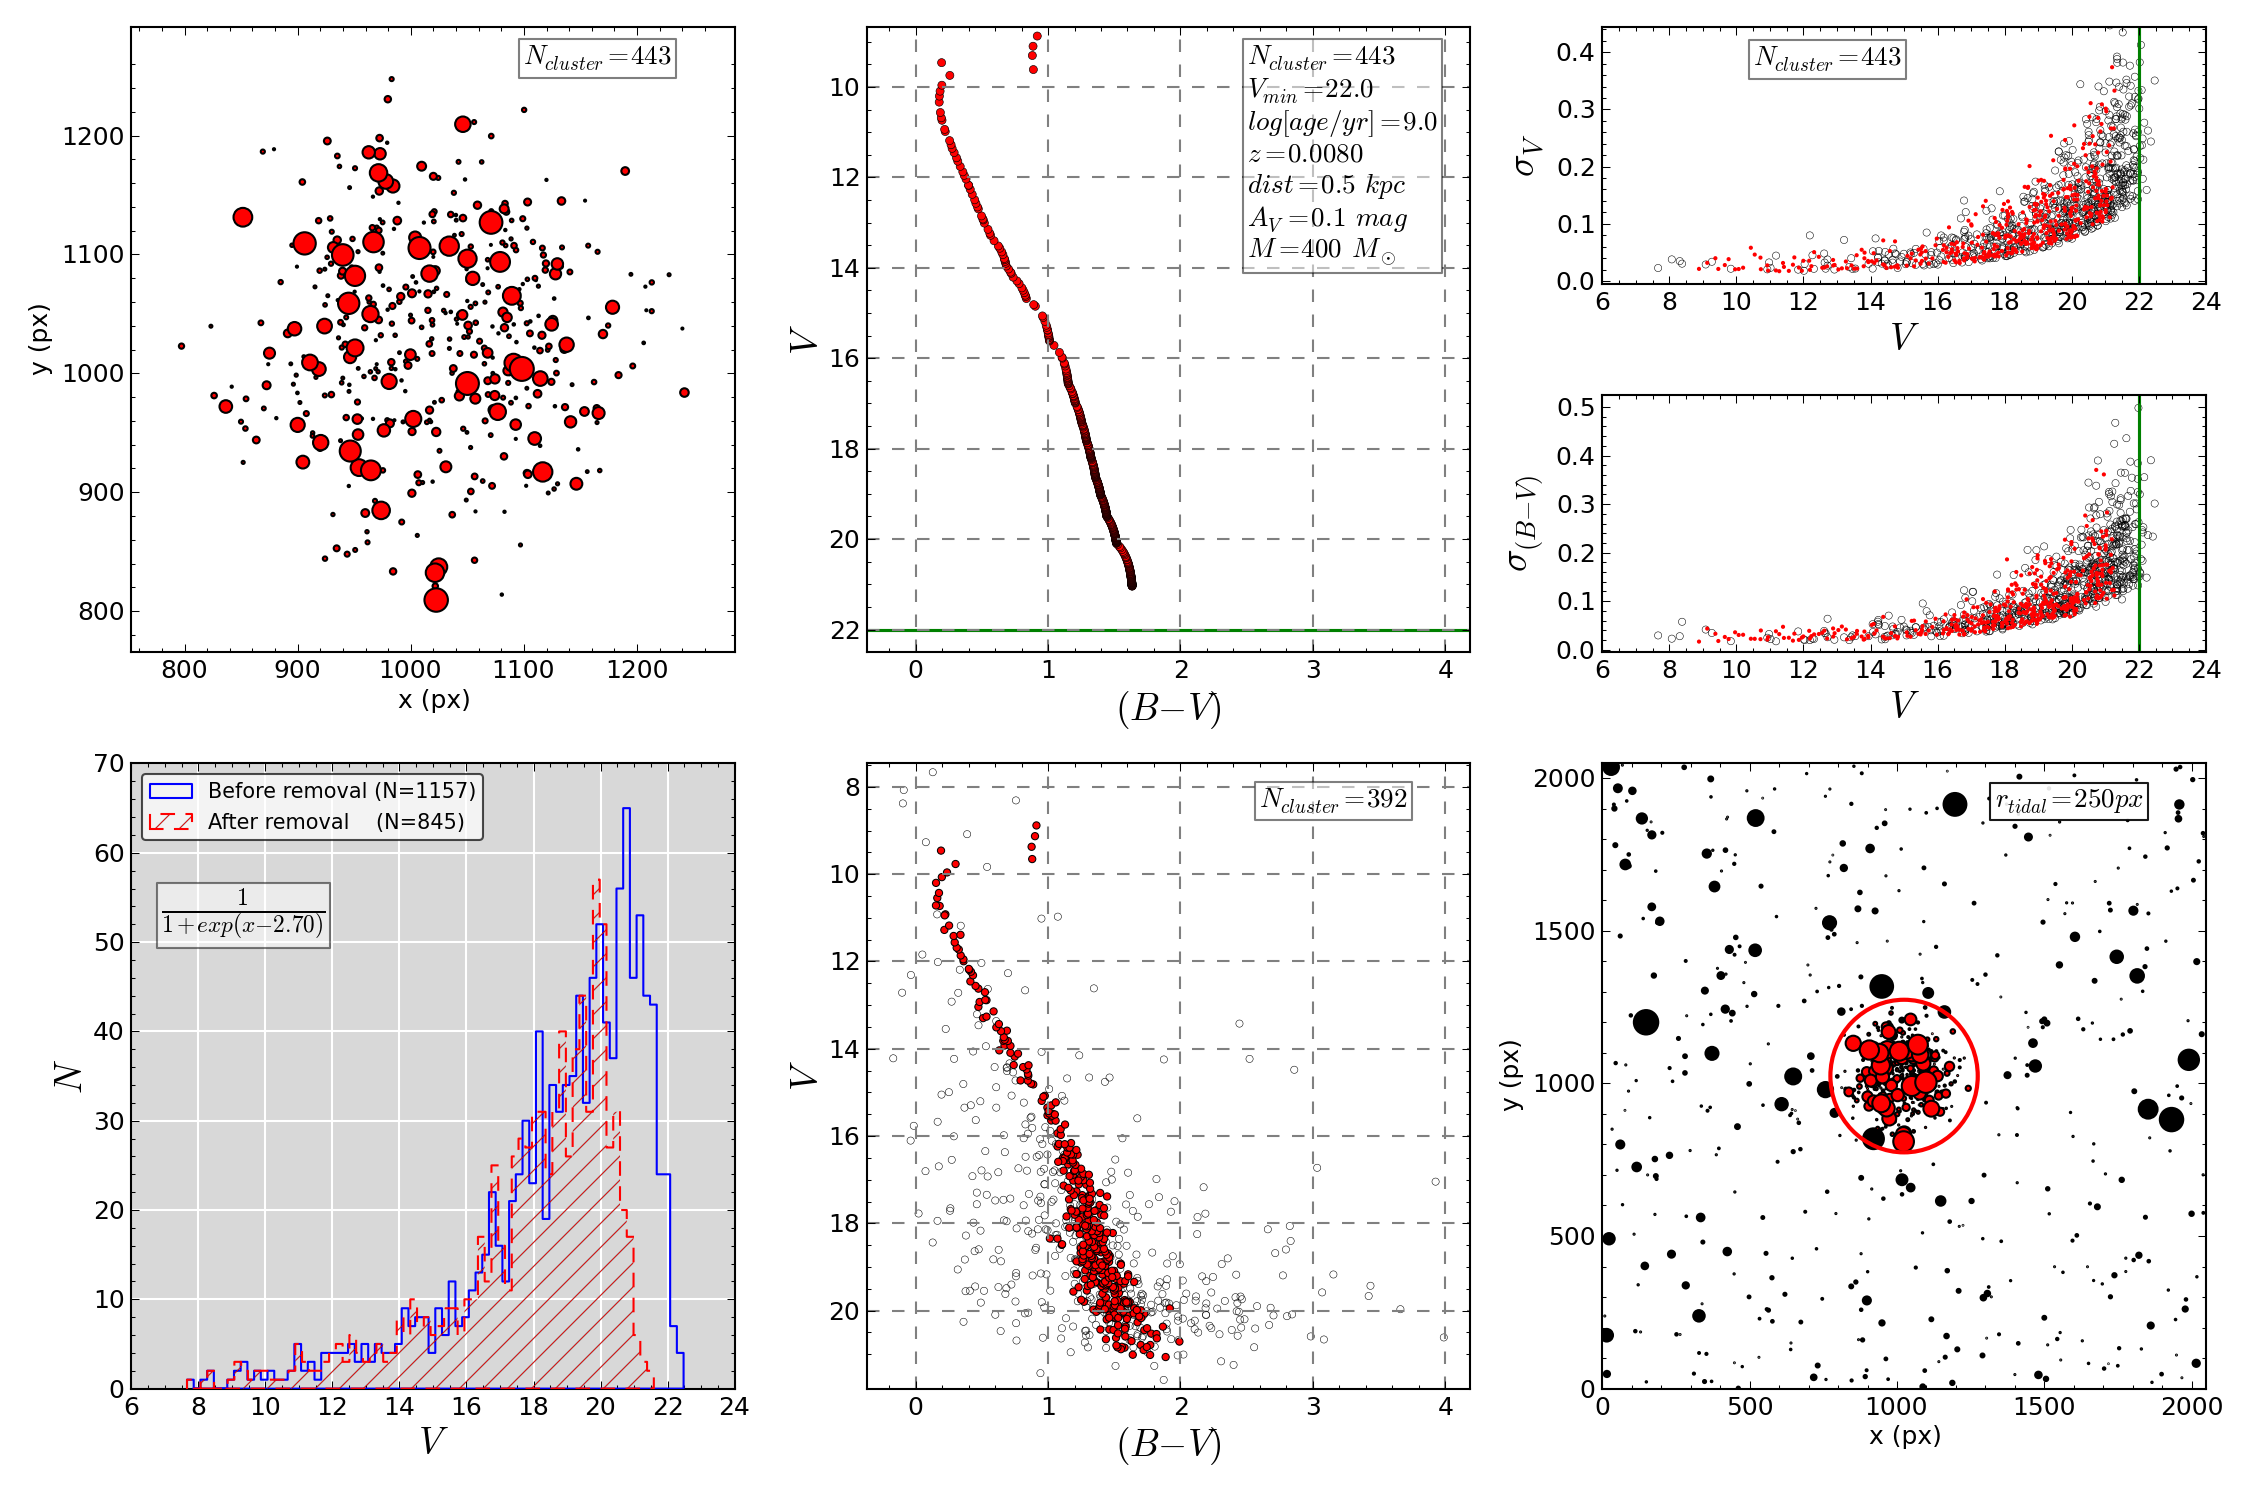 N_cluster=443
1200
1100
1000
900
800
y (px)
800 900 1000 1100 1200
x (px)
N_cluster=443
V_min=22.0
log[age/yr]=9.0
z=0.0080
dist=0.5 kpc
A_V=0.1 mag
M=400 M_⊙
10
12
14
16
18
20
22
V
0 1 2 3 4
(B−V)
N_cluster=443
0.4
0.3
0.2
0.1
0.0
σ_V
6 8 10 12 14 16 18 20 22 24
V
0.5
0.4
0.3
0.2
0.1
0.0
σ_(B−V)
6 8 10 12 14 16 18 20 22 24
V
Before removal (N=1157)
After removal (N=845)
1
1+exp(x−2.70)
70
60
50
40
30
20
10
0
N
6 8 10 12 14 16 18 20 22 24
V
N_cluster=392
8
10
12
14
16
18
20
V
0 1 2 3 4
(B−V)
r_tidal=250px
2000
1500
1000
500
0
y (px)
0 500 1000 1500 2000
x (px)